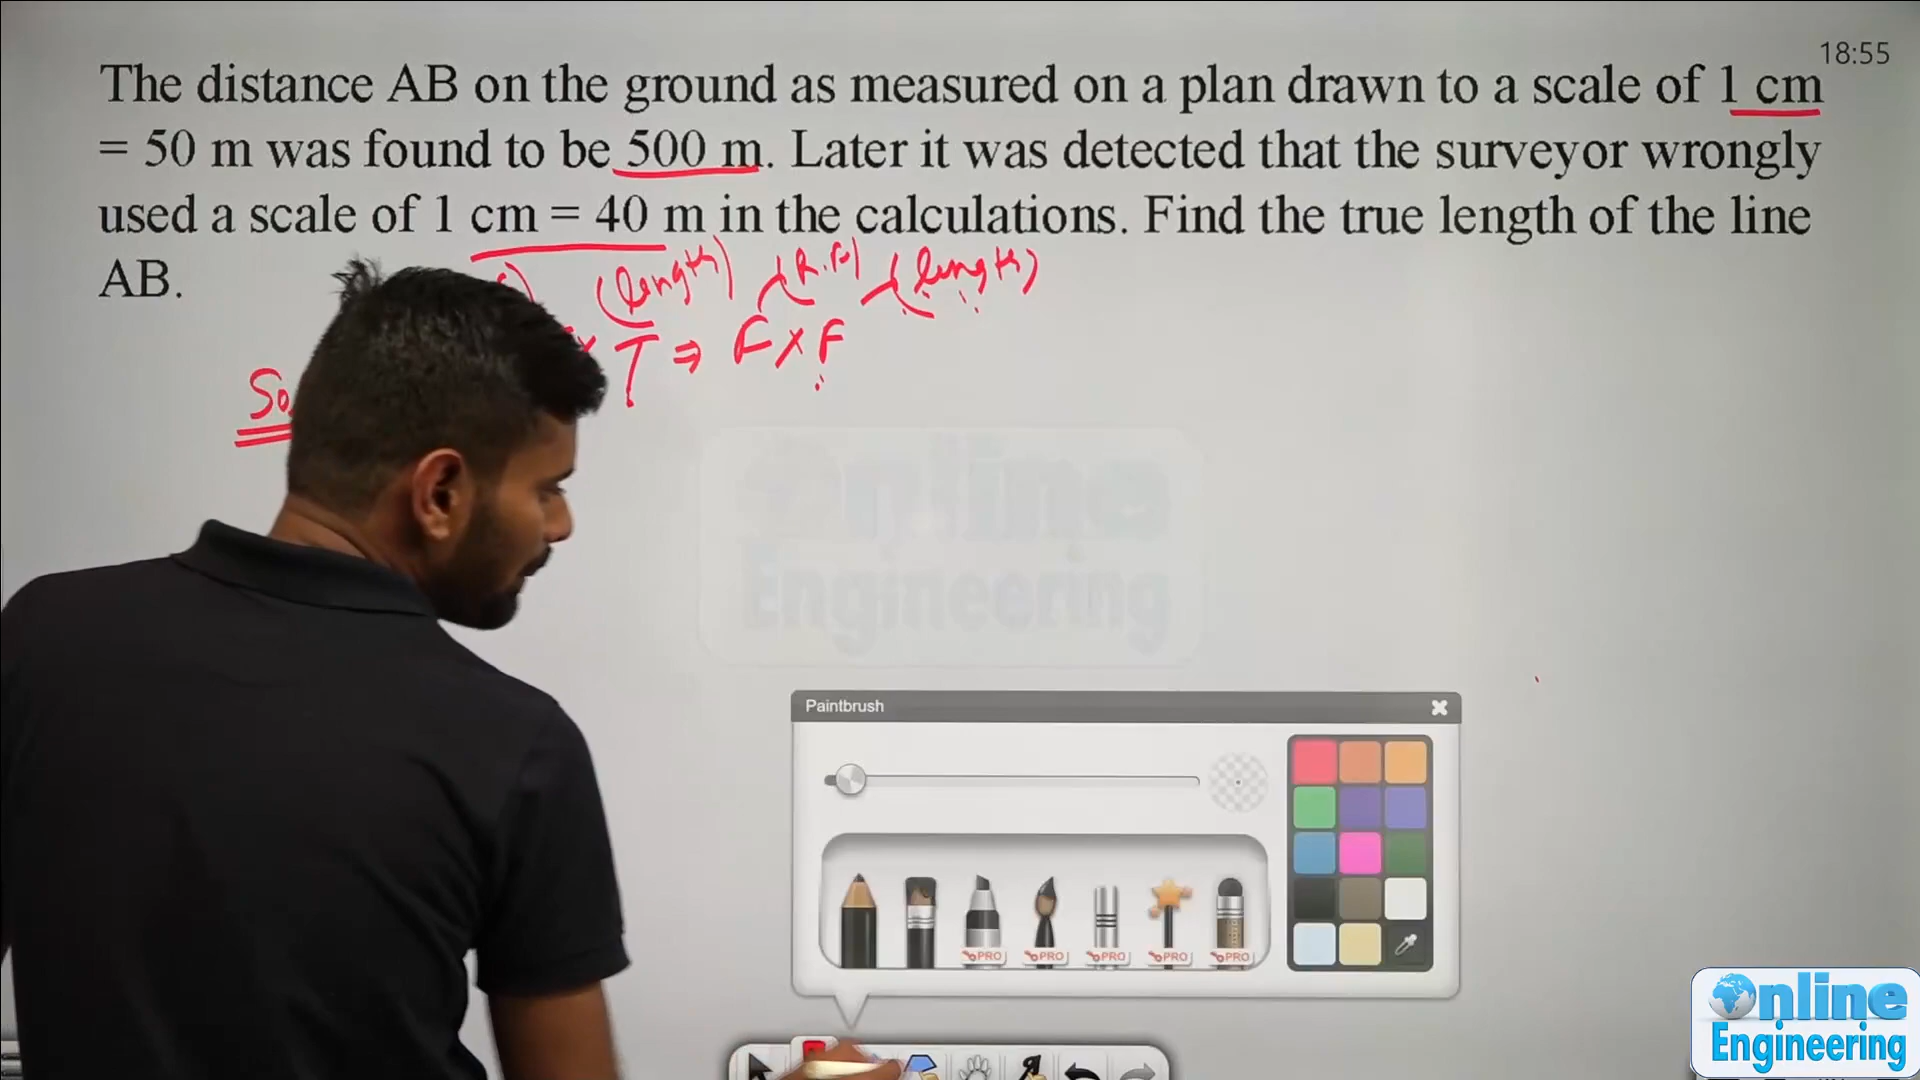 18:55
The distance AB on the ground as measured on a plan drawn to a scale of 1 cm
= 50 m was found to be 500 m. Later it was detected that the surveyor wrongly
used a scale of 1 cm = 40 m in the calculations. Find the true length of the line
AB.
(length) (R.F) (length)
× T ⇒ F × F
So
Online
Engineering
Paintbrush
PRO PRO PRO PRO PRO
Online
Engineering